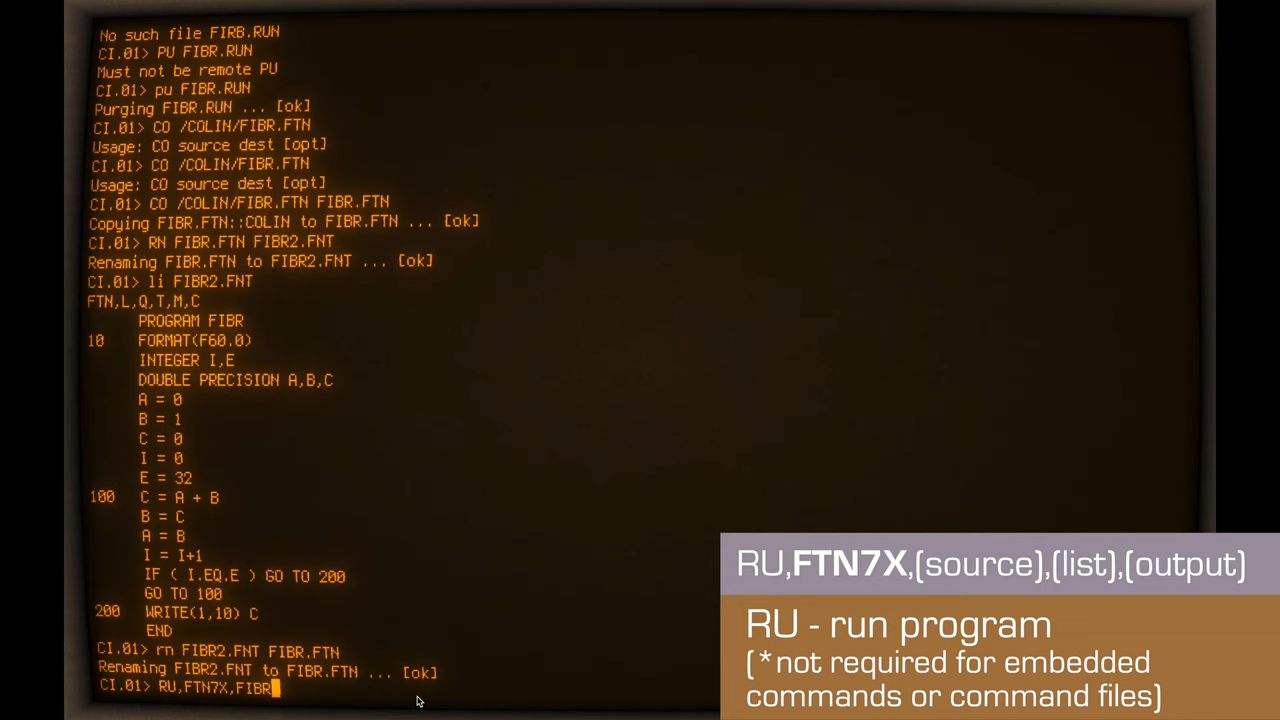 No such file FIRB.RUN
CI.01> PU FIBR.RUN
Must not be remote PU
CI.01> pu FIBR.RUN
Purging FIBR.RUN ... [ok]
CI.01> CO /COLIN/FIBR.FTN
Usage: CO source dest [opt]
CI.01> CO /COLIN/FIBR.FTN
Usage: CO source dest [opt]
CI.01> CO /COLIN/FIBR.FTN FIBR.FTN
Copying FIBR.FTN::COLIN to FIBR.FTN ... [ok]
CI.01> RN FIBR.FTN FIBR2.FNT
Renaming FIBR.FTN to FIBR2.FNT ... [ok]
CI.01> li FIBR2.FNT
FTN,L,Q,T,M,C
PROGRAM FIBR
10 FORMAT(F60.0)
INTEGER I,E
DOUBLE PRECISION A,B,C
A = 0
B = 1
C = 0
I = 0
E = 32
100 C = A + B
B = C
A = B
I = I+1
IF ( I.EQ.E ) GO TO 200
GO TO 100
200 WRITE(1,10) C
END
CI.01> rn FIBR2.FNT FIBR.FTN
Renaming FIBR2.FNT to FIBR.FTN ... [ok]
CI.01> RU,FTN7X,FIBR
RU,FTN7X,(source),(list),(output)
RU - run program
(*not required for embedded
commands or command files)